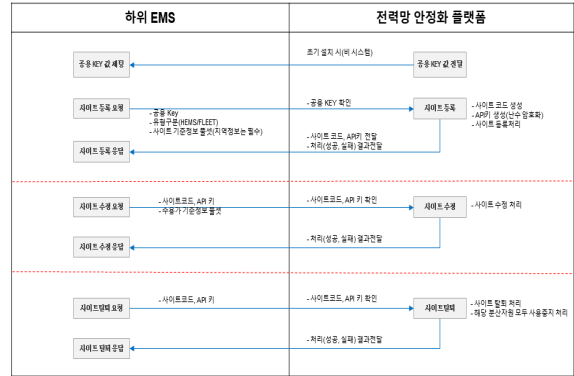 하위 EMS
전력망 안정화 플랫폼
초기 설치 시(비 시스템)
공용 KEY 값 세팅
공용 KEY 값 전달
사이트 등록 요청
- 공용 Key
- 유형구분(HEMS/FLEET)
- 사이트 기준정보 풀셋(지역정보는 필수)
- 공용 KEY 확인
사이트 등록
- 사이트 코드 생성
- API키 생성(난수 암호화)
- 사이트 등록처리
사이트 등록 응답
- 사이트 코드, API키 전달
- 처리(성공, 실패) 결과전달
사이트 수정 요청
- 사이트코드, API 키
- 수용가 기준정보 풀셋
- 사이트코드, API 키 확인
사이트 수정
- 사이트 수정 처리
사이트 수정 응답
- 처리(성공, 실패) 결과전달
사이트탈퇴 요청
- 사이트코드, API 키
- 사이트코드, API 키 확인
사이트탈퇴
- 사이트 탈퇴 처리
- 해당 분산자원 모두 사용중지 처리
사이트 탈퇴 응답
- 처리(성공, 실패) 결과전달